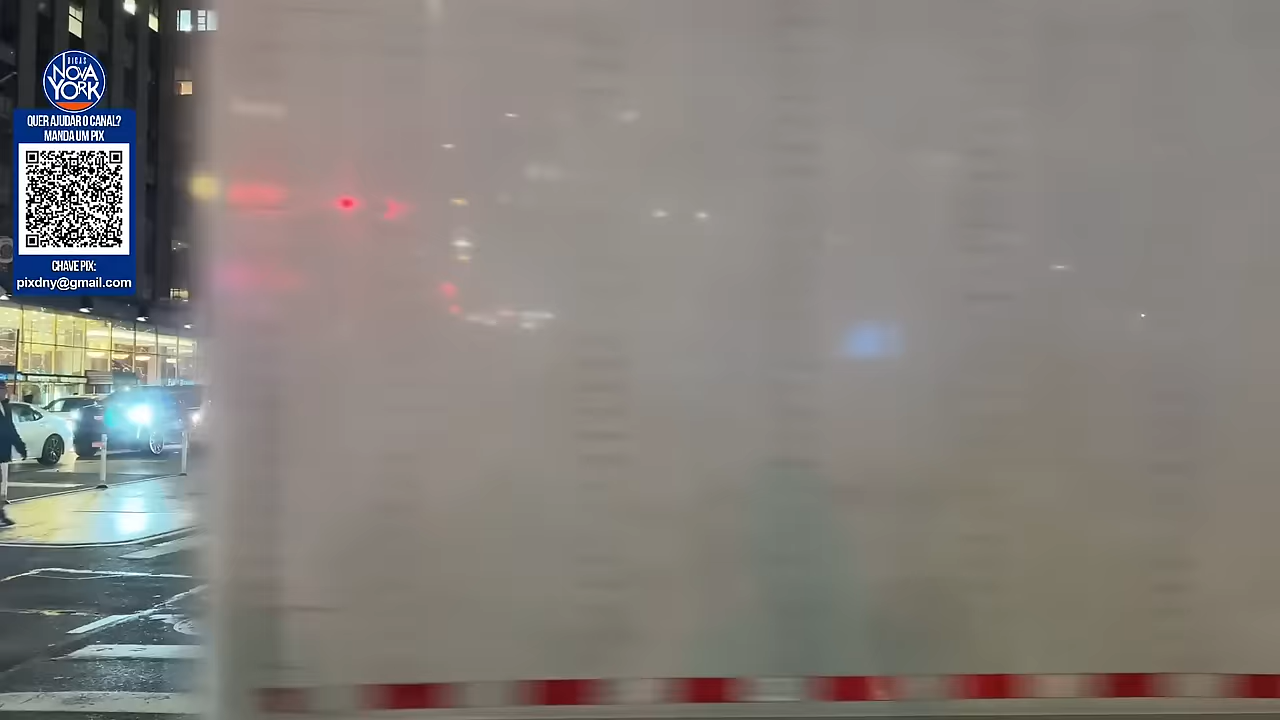 DICAS
NOVA
YORK
QUER AJUDAR O CANAL?
MANDA UM PIX
CHAVE PIX:
pixdny@gmail.com